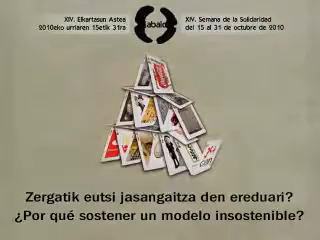 XIV. Elkartasun Astea
2010eko urriaren 15etik 31ra
zabaldi
XIV. Semana de la Solidaridad
del 15 al 31 de octubre de 2010
Zergatik eutsi jasangaitza den ereduari?
¿Por qué sostener un modelo insostenible?